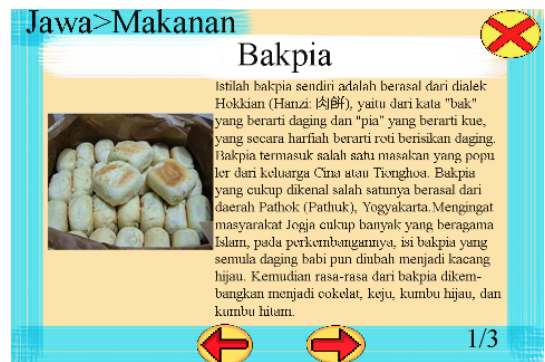 Jawa>Makanan
Bakpia
Istilah bakpia sendiri adalah berasal dari dialek
Hokkian (Hanzi: 肉餅), yaitu dari kata "bak"
yang berarti daging dan "pia" yang berarti kue,
yang secara harfiah berarti roti berisikan daging.
Bakpia termasuk salah satu masakan yang popu
ler dari keluarga Cina atau Tionghoa. Bakpia
yang cukup dikenal salah satunya berasal dari
daerah Pathok (Pathuk), Yogyakarta.Mengingat
masyarakat Jogja cukup banyak yang beragama
Islam, pada perkembangannya, isi bakpia yang
semula daging babi pun diubah menjadi kacang
hijau. Kemudian rasa-rasa dari bakpia dikem-
bangkan menjadi cokelat, keju, kumbu hijau, dan
kumbu hitam.
1/3